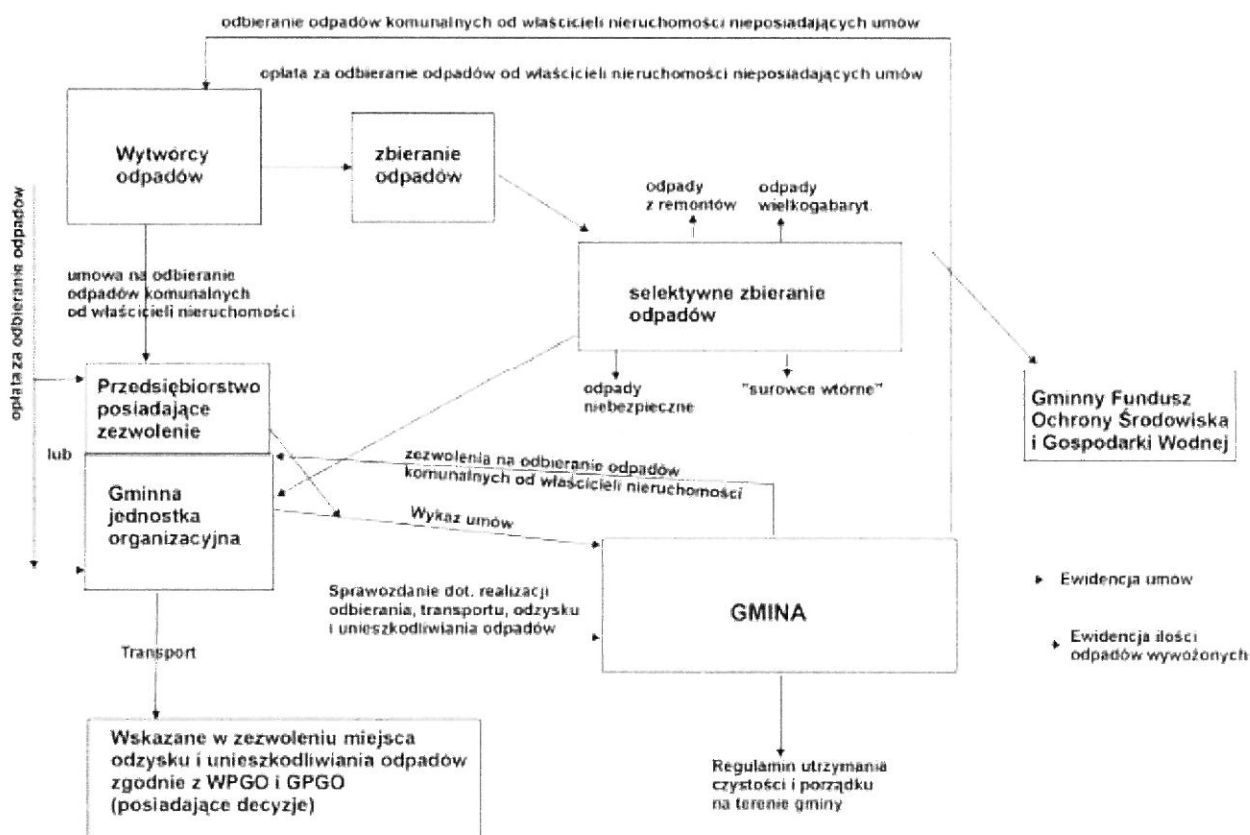 odbieranie odpadów komunalnych od właścicieli nieruchomości nieposiadających umów
opłata za odbieranie odpadów od właścicieli nieruchomości nieposiadających umów
Wytwórcy
odpadów
zbieranie
odpadów
odpady
z remontów
odpady
wielkogabaryt.
opłata za odbieranie odpadów
umowa na odbieranie
odpadów komunalnych
od właścicieli nieruchomości
selektywne zbieranie
odpadów
odpady
niebezpieczne
"surowce wtórne"
Gminny Fundusz
Ochrony Środowiska
i Gospodarki Wodnej
Przedsiębiorstwo
posiadające
zezwolenie
lub
Gminna
jednostka
organizacyjna
zezwolenia na odbieranie odpadów
komunalnych od właścicieli nieruchomości
Wykaz umów
Sprawozdanie dot. realizacji
odbierania, transportu, odzysku
i unieszkodliwiania odpadów
GMINA
Ewidencja umów
Ewidencja ilości
odpadów wywożonych
Transport
Wskazane w zezwoleniu miejsca
odzysku i unieszkodliwiania odpadów
zgodnie z WPGO i GPGO
(posiadające decyzje)
Regulamin utrzymania
czystości i porządku
na terenie gminy